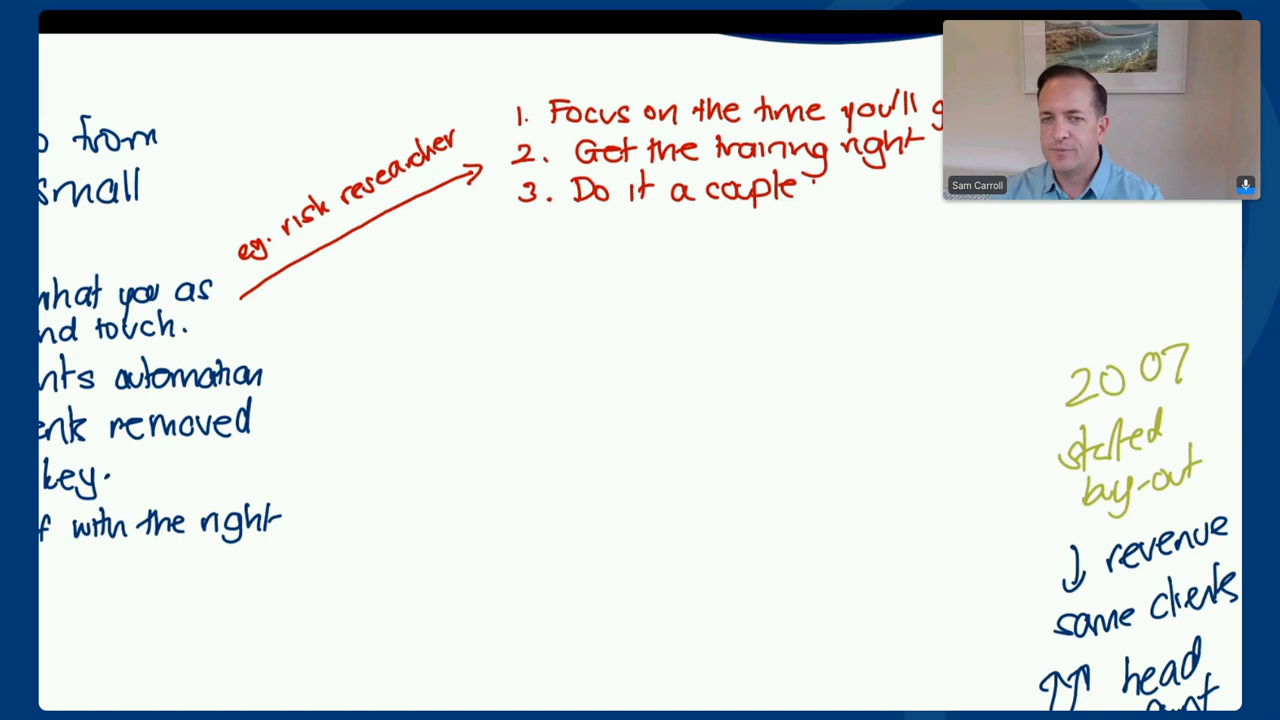 from
small
what you as
nd touch.
nts automation
removed
key.
f with the right
eg. risk researcher
1. Focus on the time you'll g
2. Get the training right
3. Do it a couple
Sam Carroll
2007
started
buy-out
↓ revenue
same clients
↑↑ head